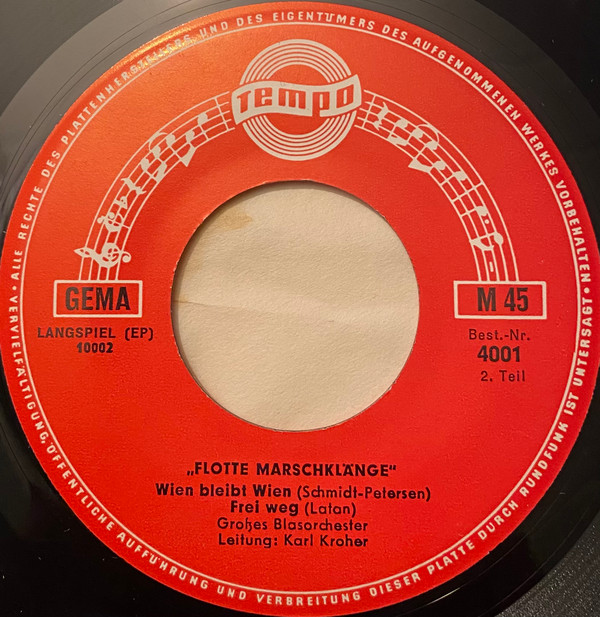 ALLE RECHTE DES PLATTENHERSTELLERS UND DES EIGENTÜMERS DES AUFGENOMMENEN WERKES VORBEHALTEN •
VERVIELFÄLTIGUNG, ÖFFENTLICHE AUFFÜHRUNG UND VERBREITUNG DIESER PLATTE DURCH RUNDFUNK IST UNTERSAGT •
TEMPO
GEMA
M 45
LANGSPIEL (EP)
10002
Best.-Nr.
4001
2. Teil
„FLOTTE MARSCHKLÄNGE"
Wien bleibt Wien (Schmidt-Petersen)
Frei weg (Latan)
Großes Blasorchester
Leitung: Karl Kroher